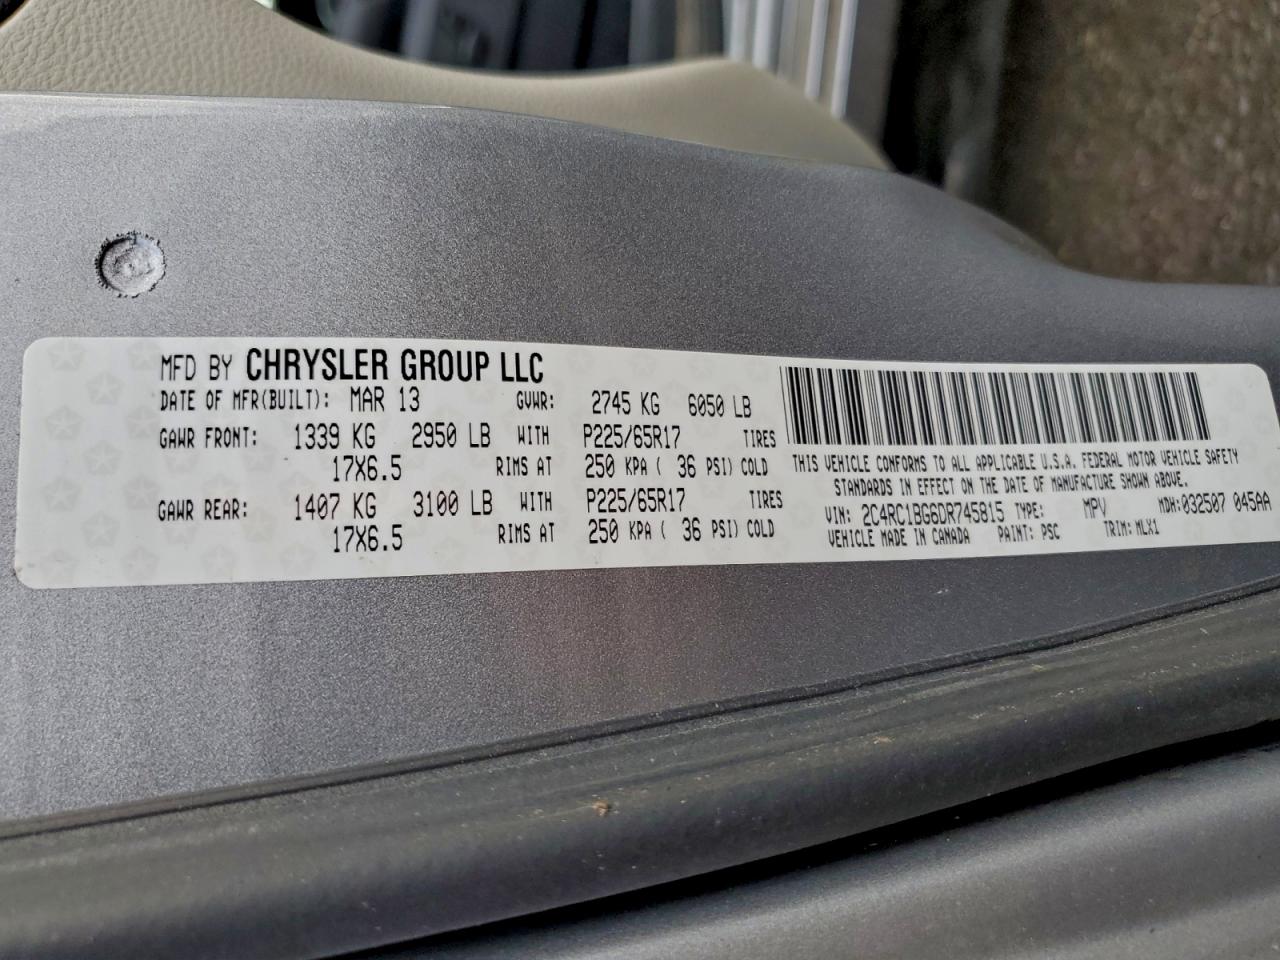 MFD BY CHRYSLER GROUP LLC
DATE OF MFR(BUILT): MAR 13 GVWR: 2745 KG 6050 LB
GAWR FRONT: 1339 KG 2950 LB WITH P225/65R17 TIRES
17X6.5 RIMS AT 250 KPA ( 36 PSI) COLD
GAWR REAR: 1407 KG 3100 LB WITH P225/65R17 TIRES
17X6.5 RIMS AT 250 KPA ( 36 PSI) COLD
THIS VEHICLE CONFORMS TO ALL APPLICABLE U.S.A. FEDERAL MOTOR VEHICLE SAFETY
STANDARDS IN EFFECT ON THE DATE OF MANUFACTURE SHOWN ABOVE.
VIN: 2C4RC1BG6DR745815 TYPE: MPV MDH:032507 045AA
VEHICLE MADE IN CANADA PAINT: PSC TRIM: MLX1